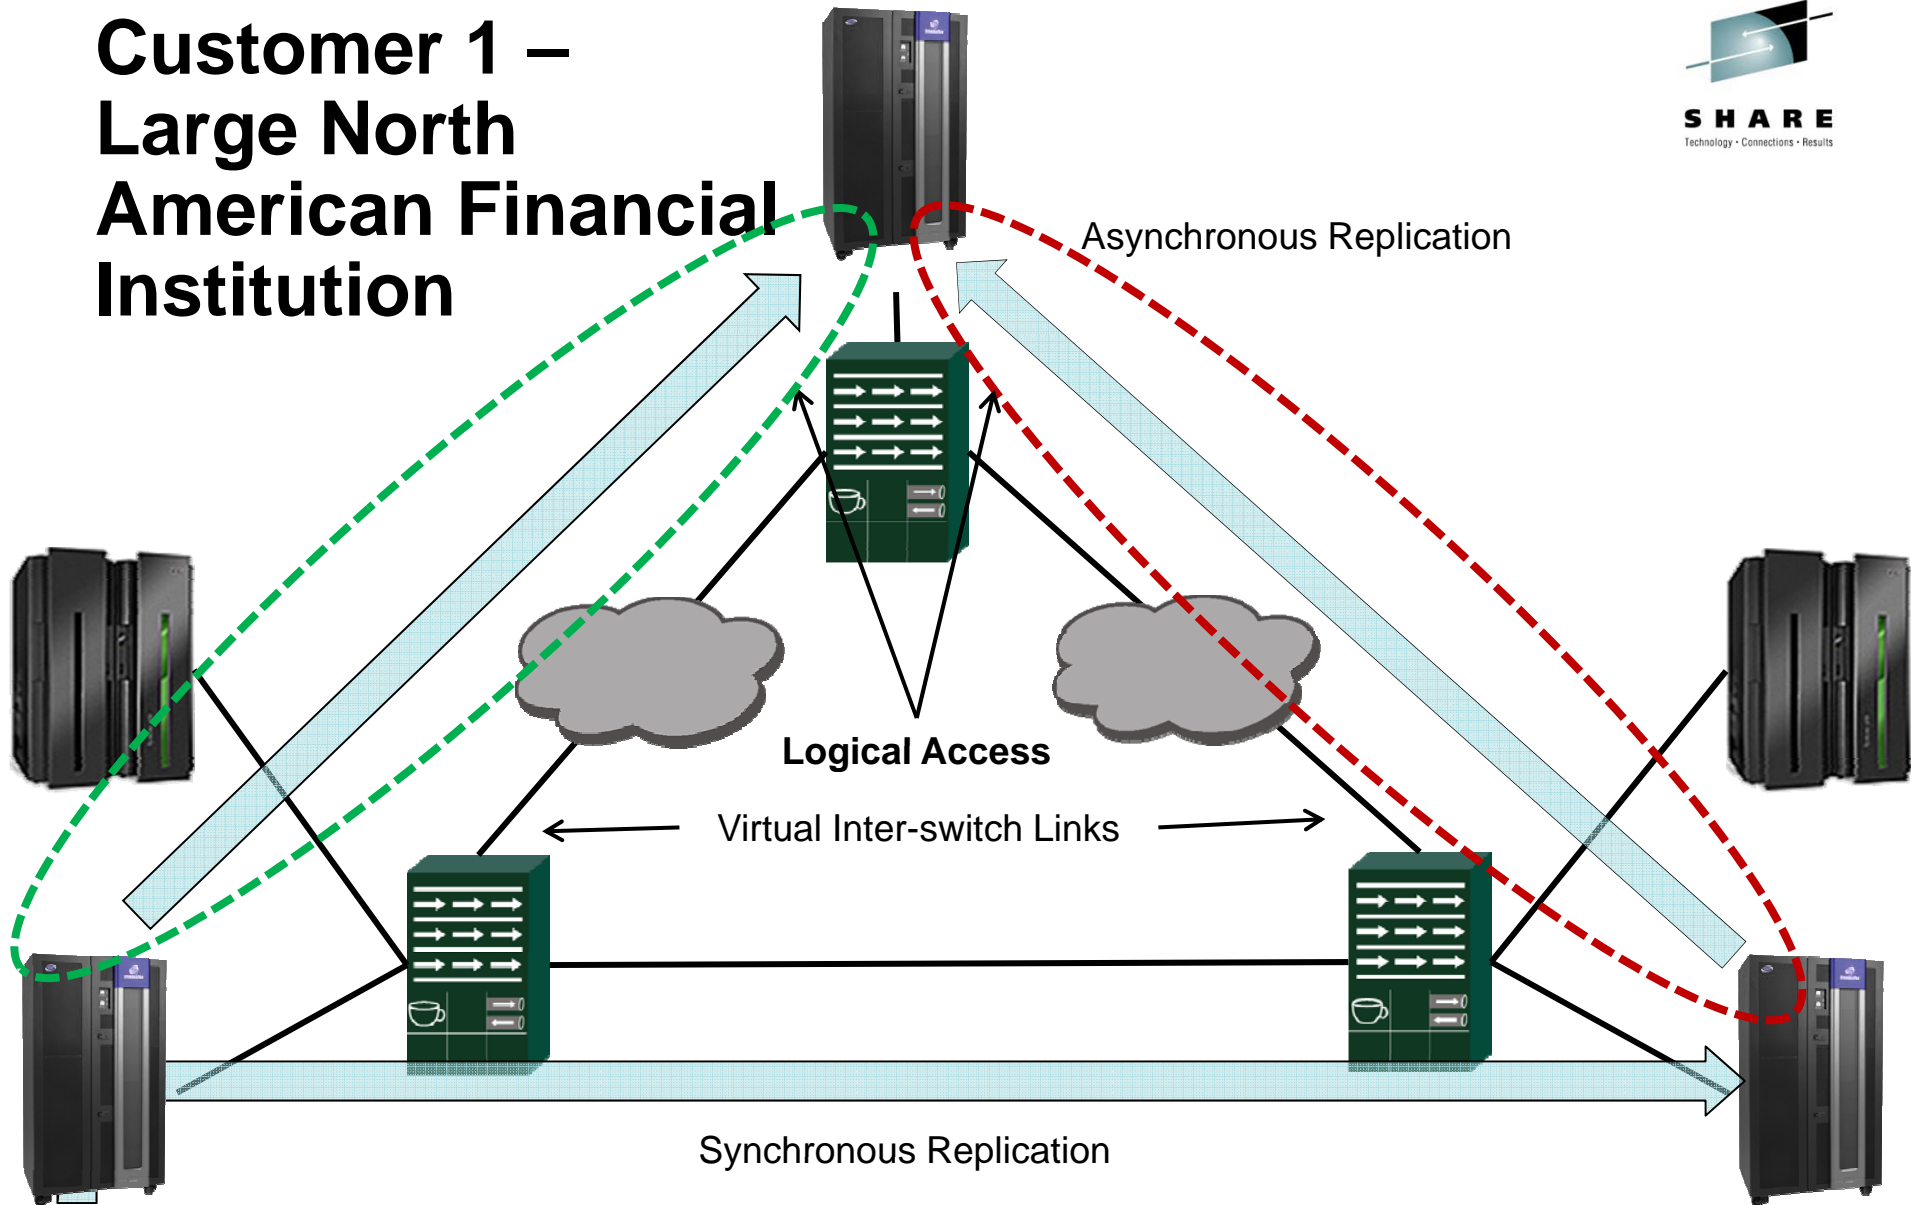 Customer 1 –
Large North
American Financial
Institution
SHARE
Technology • Connections • Results
Asynchronous Replication
Logical Access
Virtual Inter-switch Links
Synchronous Replication